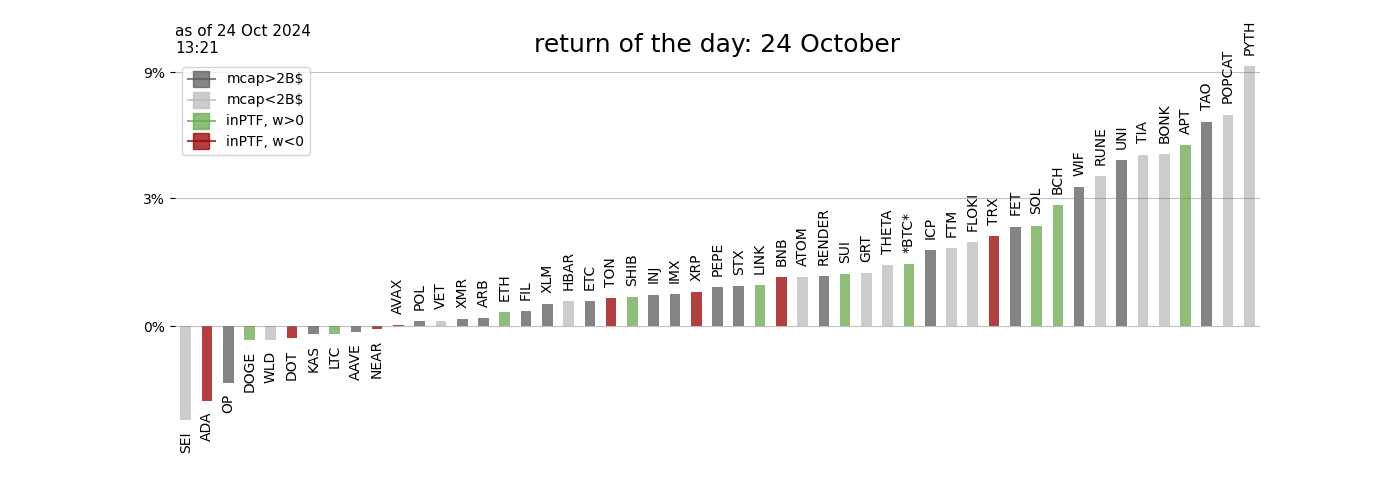 as of 24 Oct 2024
13:21
return of the day: 24 October
9%
3%
0%
mcap>2B$
mcap<2B$
inPTF, w>0
inPTF, w<0
SEI
ADA
OP
DOGE
WLD
DOT
KAS
LTC
AAVE
NEAR
AVAX
POL
VET
XMR
ARB
ETH
FIL
XLM
HBAR
ETC
TON
SHIB
INJ
IMX
XRP
PEPE
STX
LINK
BNB
ATOM
RENDER
SUI
GRT
THETA
*BTC*
ICP
FTM
FLOKI
TRX
FET
SOL
BCH
WIF
RUNE
UNI
TIA
BONK
APT
TAO
POPCAT
PYTH